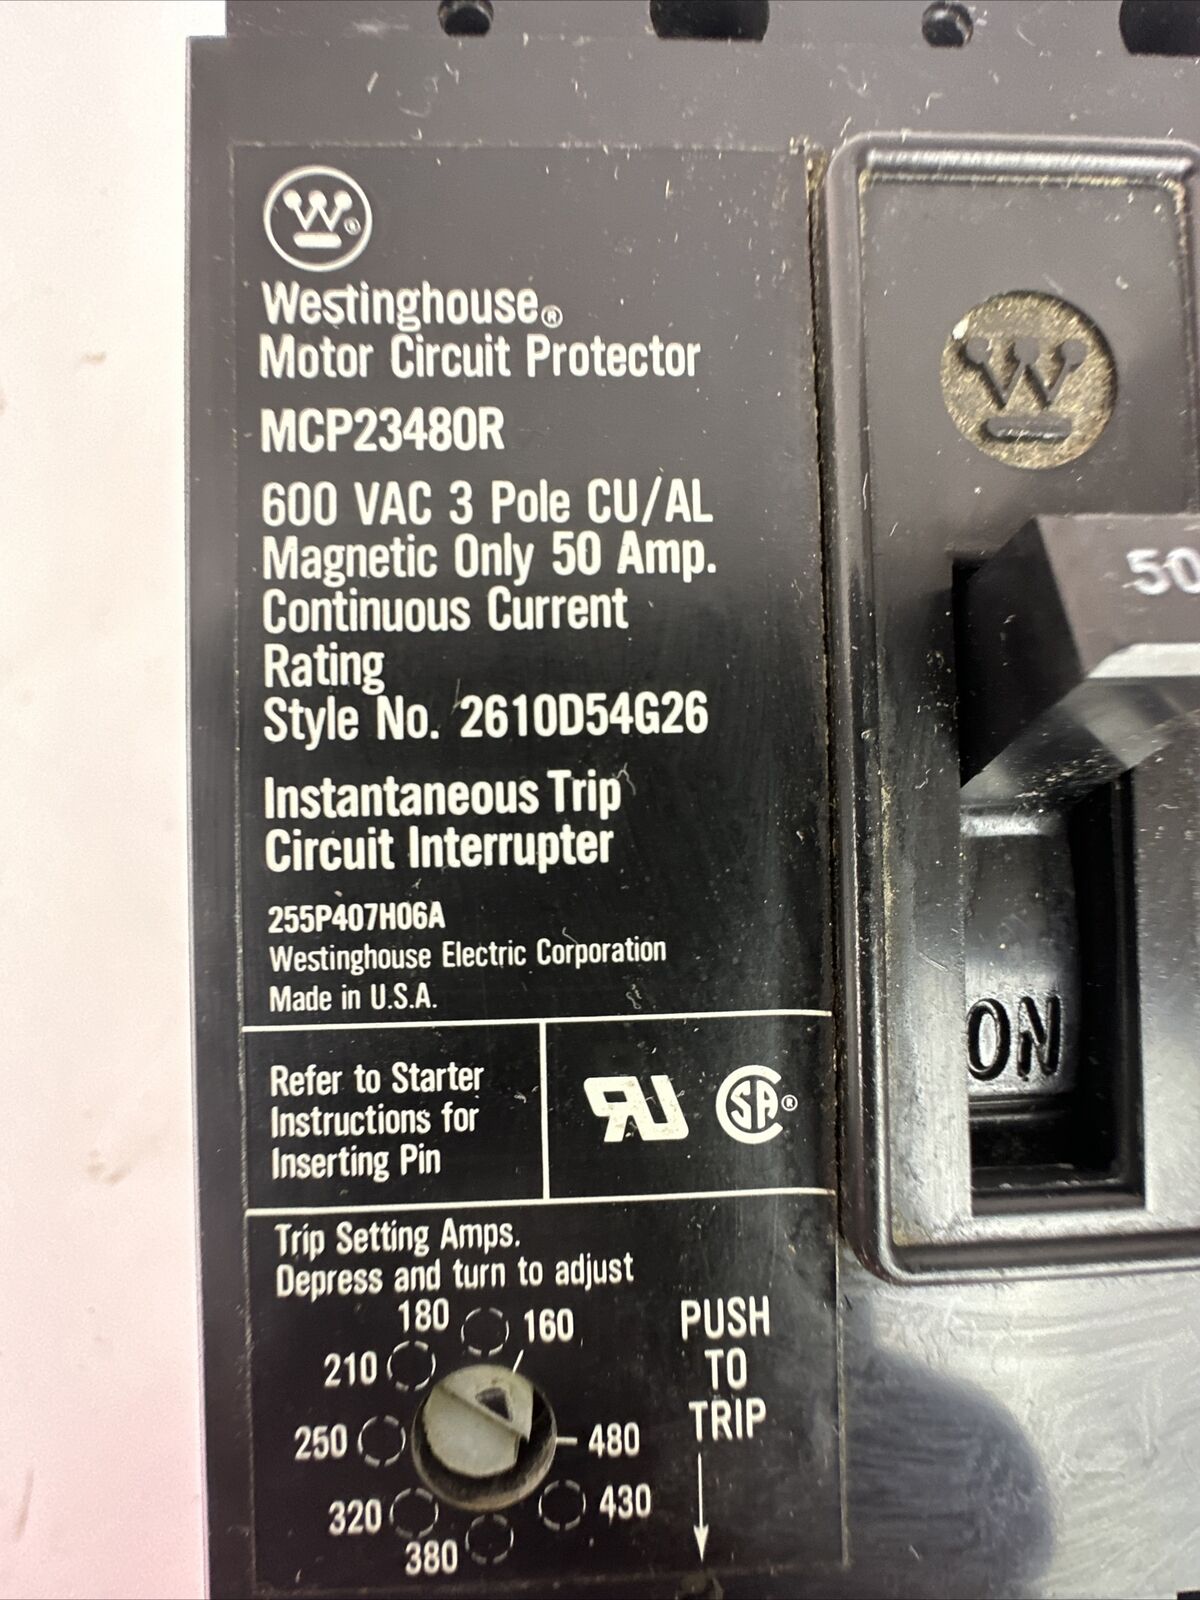 W®
Westinghouse®
Motor Circuit Protector
MCP23480R
600 VAC 3 Pole CU/AL
Magnetic Only 50 Amp.
Continuous Current
Rating
Style No. 2610D54G26
Instantaneous Trip
Circuit Interrupter
255P407H06A
Westinghouse Electric Corporation
Made in U.S.A.
Refer to Starter
Instructions for
Inserting Pin
RU
CSA®
Trip Setting Amps.
Depress and turn to adjust
180
160
210
250
480
320
430
380
PUSH
TO
TRIP
W
50
ON